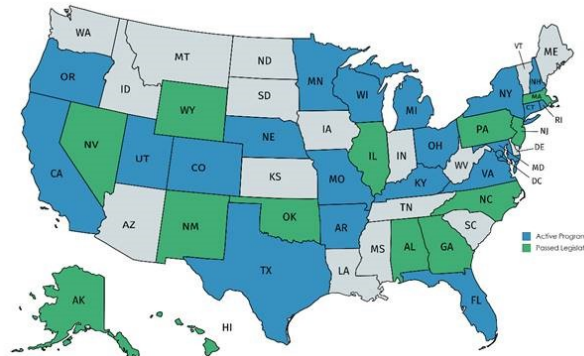 WA
MT
ND
MN
VT
ME
OR
ID
SD
WI
MI
NY
NH
MA
CT
RI
WY
NE
IA
PA
NJ
NV
UT
CO
IL
IN
OH
DE
MD
DC
CA
KS
MO
WV
VA
KY
AZ
NM
OK
AR
TN
NC
SC
TX
LA
MS
AL
GA
FL
AK
HI
Active Program
Passed Legislat